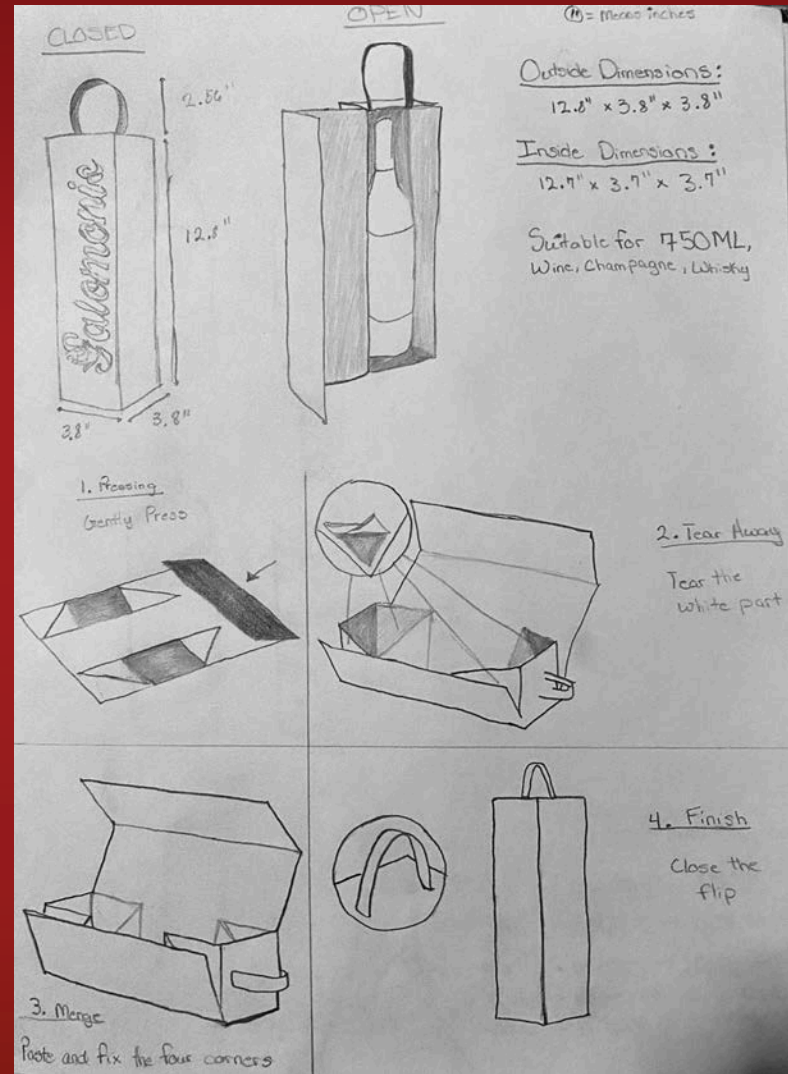 CLOSED
OPEN
(") = Means inches
2.56"
12.8"
3.8"
3.8"
Salomonic
Outside Dimensions:
12.8" x 3.8" x 3.8"
Inside Dimensions:
12.7" x 3.7" x 3.7"
Suitable for 750ML,
Wine, Champagne, Whisky
1. Pressing
Gently Press
2. Tear Away
Tear the
white part
3. Merge
Paste and fix the four corners
4. Finish
Close the
flip